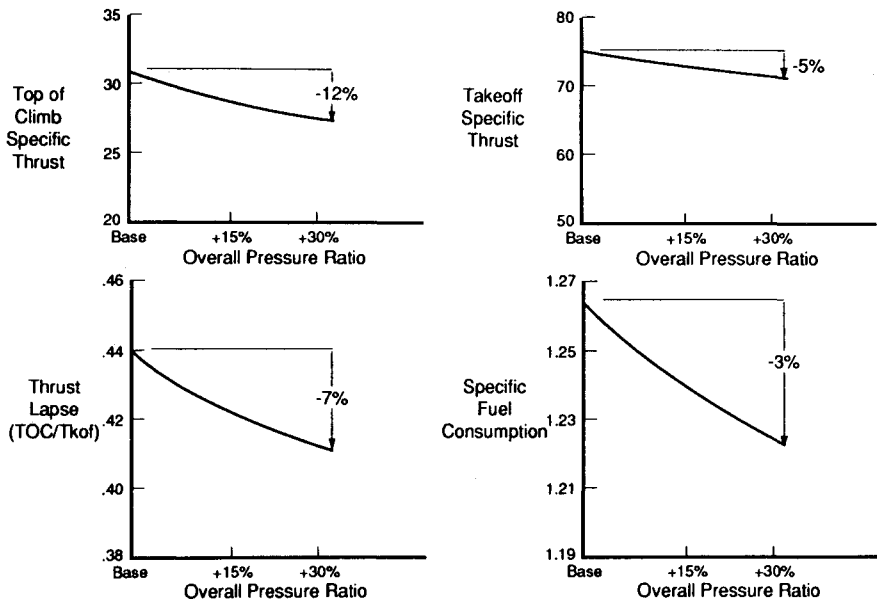 35
30
25
20
Top of
Climb
Specific
Thrust
-12%
Base +15% +30%
Overall Pressure Ratio
80
70
60
50
Takeoff
Specific
Thrust
-5%
Base +15% +30%
Overall Pressure Ratio
.46
.44
.42
.40
.38
Thrust
Lapse
(TOC/Tkof)
-7%
Base +15% +30%
Overall Pressure Ratio
1.27
1.25
1.23
1.21
1.19
Specific
Fuel
Consumption
-3%
Base +15% +30%
Overall Pressure Ratio